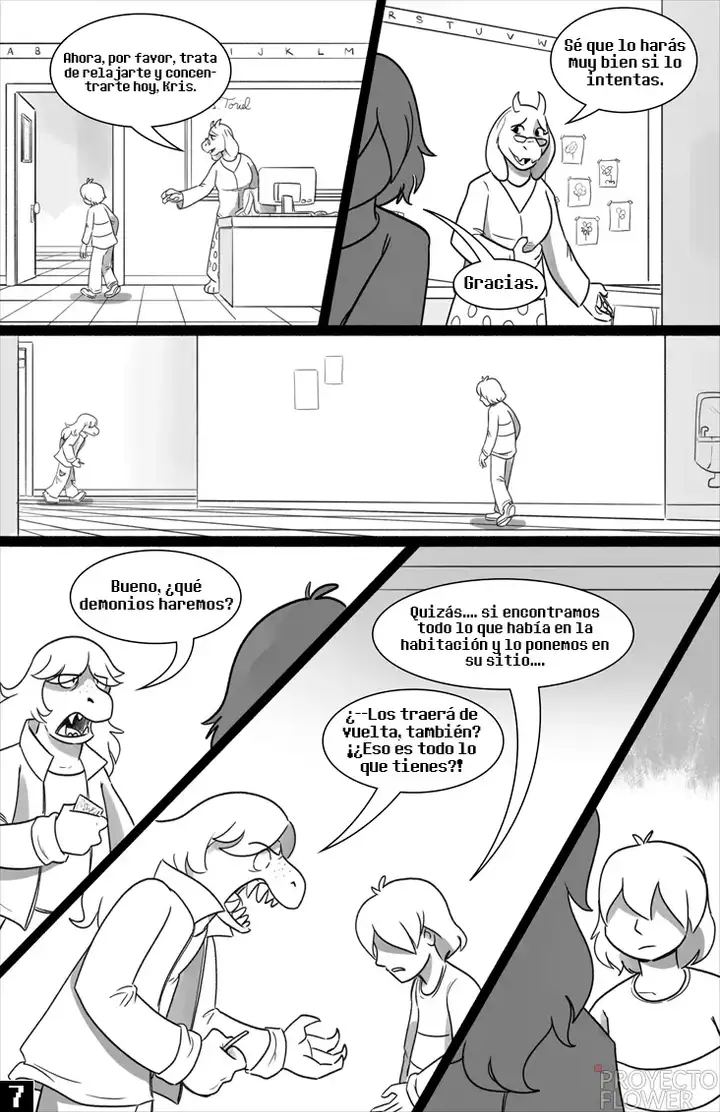 A B
I J K L M
Ahora, por favor, trata
de relajarte y concen-
trarte hoy, Kris.
Toriel
R S T U V W
Sé que lo harás
muy bien si lo
intentas.
Gracias.
Bueno, ¿qué
demonios haremos?
Quizás.... si encontramos
todo lo que había en la
habitación y lo ponemos en
su sitio....
¿--Los traerá de
vuelta, también?
¡¿Eso es todo lo
que tienes?!
7
PROYECTO
FLOWER